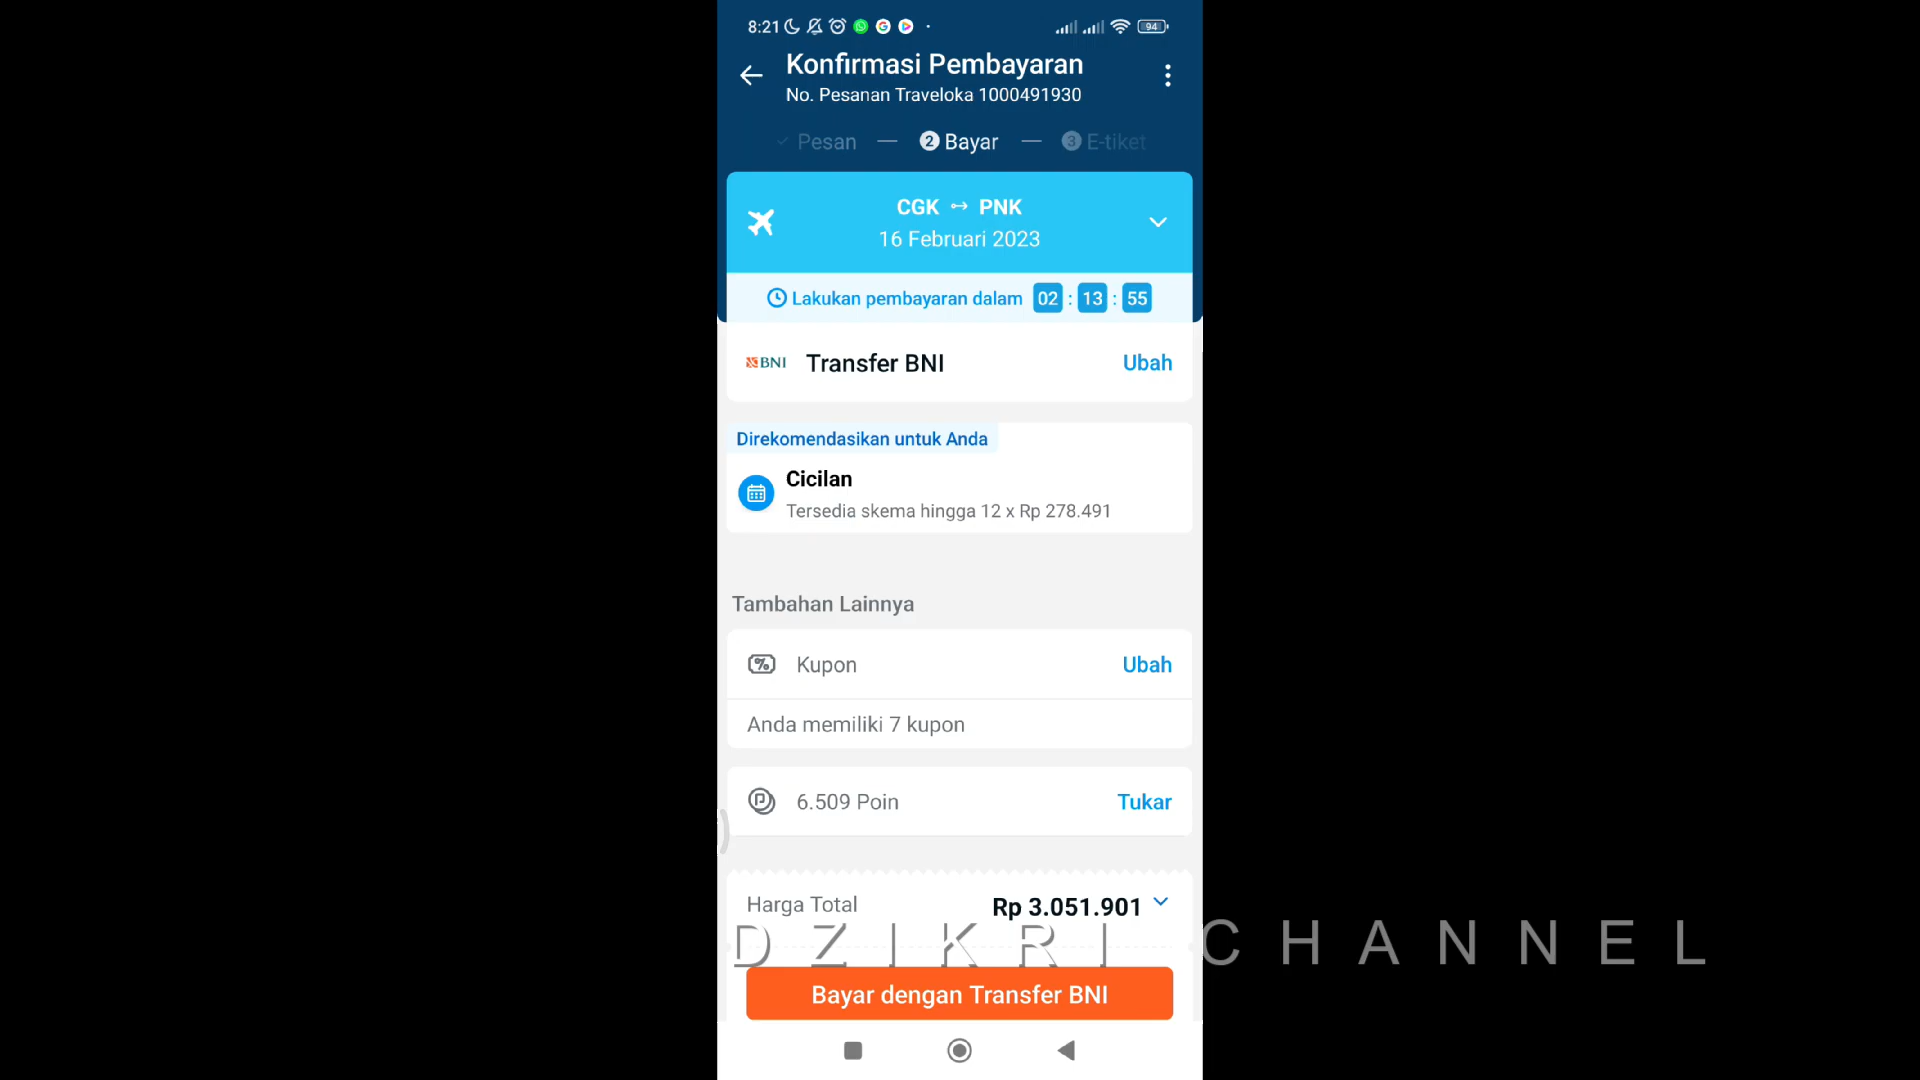 8:21
94
Konfirmasi Pembayaran
No. Pesanan Traveloka 1000491930
Pesan — 2 Bayar — 3 E-tiket
CGK ↔ PNK
16 Februari 2023
Lakukan pembayaran dalam 02 : 13 : 55
BNI Transfer BNI Ubah
Direkomendasikan untuk Anda
Cicilan
Tersedia skema hingga 12 x Rp 278.491
Tambahan Lainnya
Kupon Ubah
Anda memiliki 7 kupon
6.509 Poin Tukar
Harga Total Rp 3.051.901
DZIKRI CHANNEL
Bayar dengan Transfer BNI